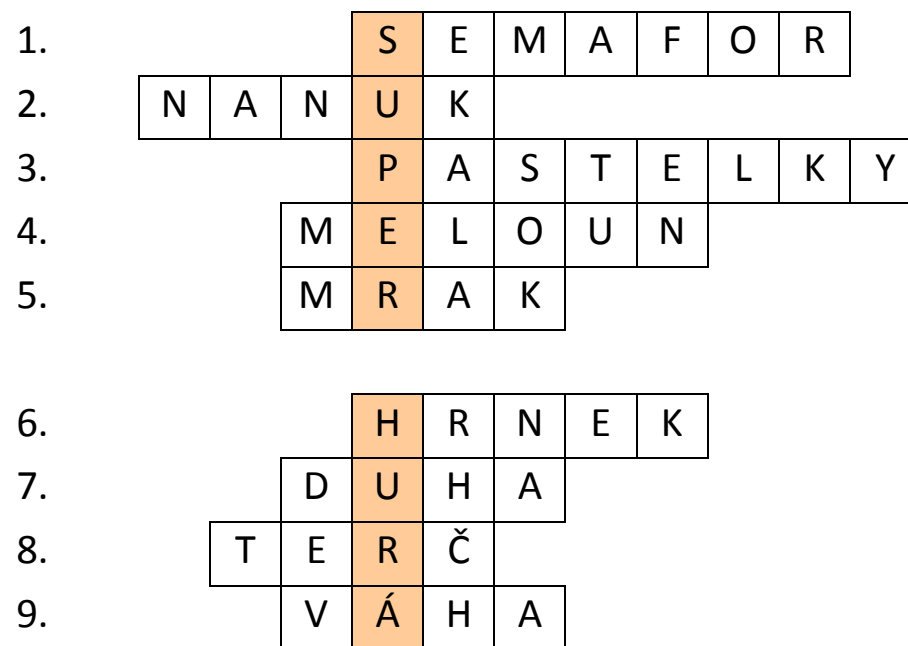 1. SEMAFOR
2. NANUK
3. PASTELKY
4. MELOUN
5. MRAK
6. HRNEK
7. DUHA
8. TERČ
9. VÁHA